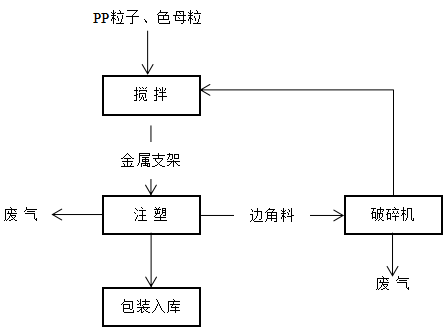 PP粒子、色母粒
搅 拌
金属支架
废 气
注 塑
边角料
破碎机
废 气
包装入库